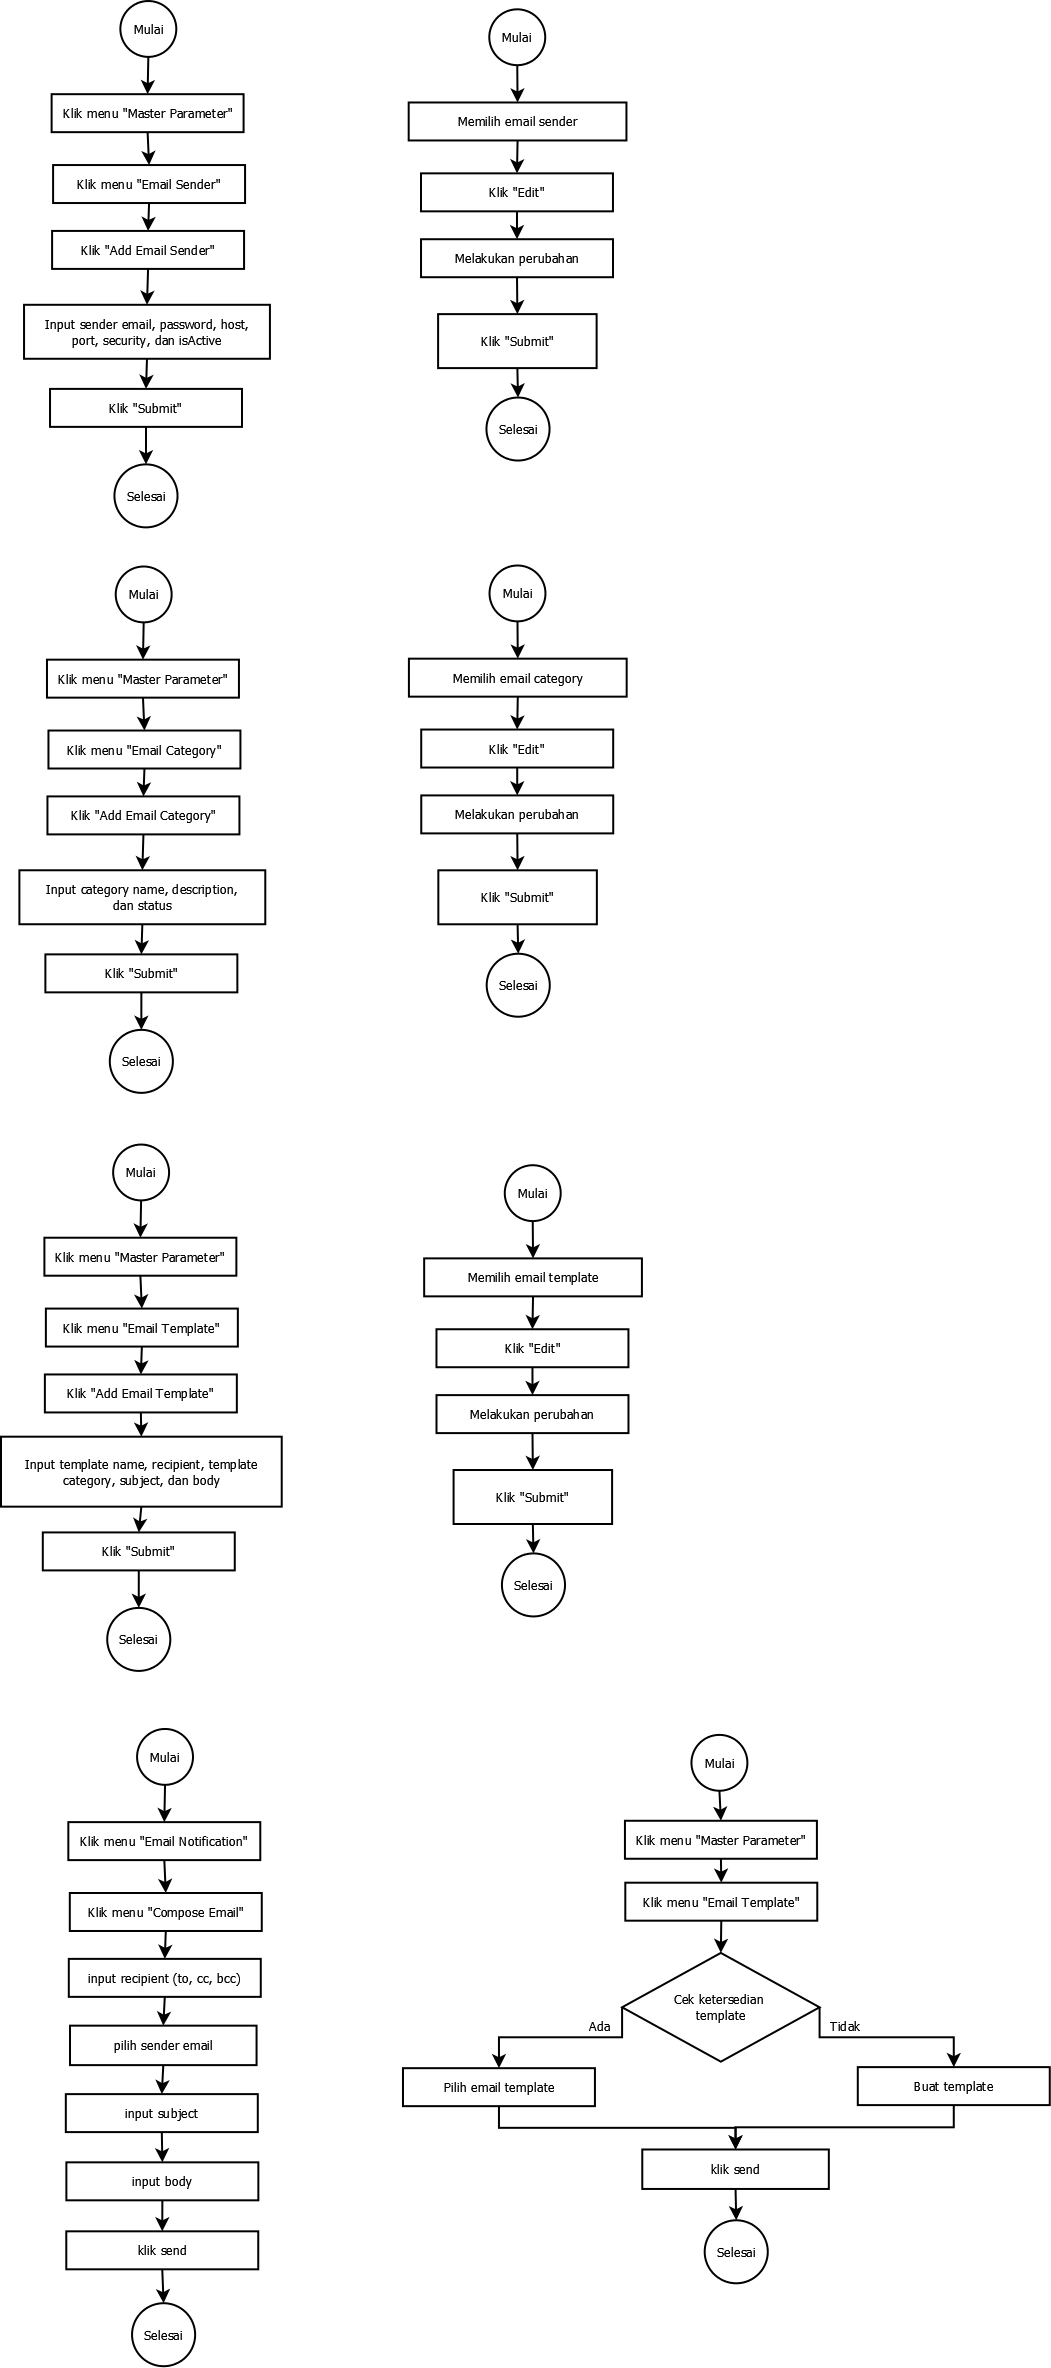 Mulai
Klik menu "Master Parameter"
Klik menu "Email Sender"
Klik "Add Email Sender"
Input sender email, password, host,
port, security, dan isActive
Klik "Submit"
Selesai
Mulai
Memilih email sender
Klik "Edit"
Melakukan perubahan
Klik "Submit"
Selesai
Mulai
Klik menu "Master Parameter"
Klik menu "Email Category"
Klik "Add Email Category"
Input category name, description,
dan status
Klik "Submit"
Selesai
Mulai
Memilih email category
Klik "Edit"
Melakukan perubahan
Klik "Submit"
Selesai
Mulai
Klik menu "Master Parameter"
Klik menu "Email Template"
Klik "Add Email Template"
Input template name, recipient, template
category, subject, dan body
Klik "Submit"
Selesai
Mulai
Memilih email template
Klik "Edit"
Melakukan perubahan
Klik "Submit"
Selesai
Mulai
Klik menu "Email Notification"
Klik menu "Compose Email"
input recipient (to, cc, bcc)
pilih sender email
input subject
input body
klik send
Selesai
Mulai
Klik menu "Master Parameter"
Klik menu "Email Template"
Cek ketersedian
template
Ada
Tidak
Pilih email template
Buat template
klik send
Selesai